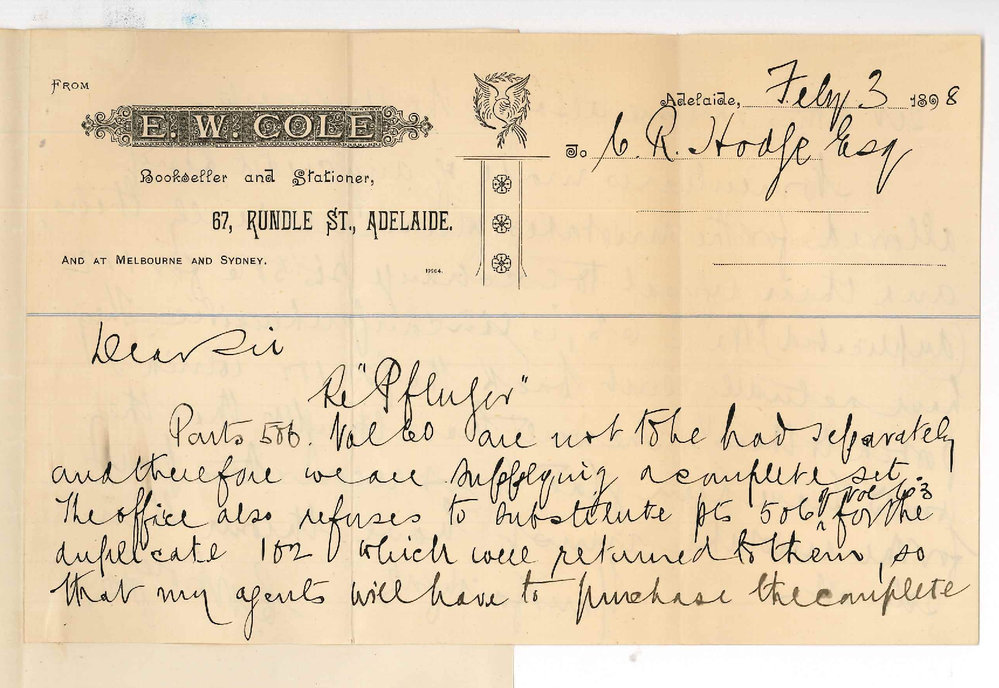 FROM
E. W. COLE
Bookseller and Stationer,
67, RUNDLE ST., ADELAIDE.
AND AT MELBOURNE AND SYDNEY.
Adelaide, Feby 3 1898
To C. R. Hodge Esq
Dear Sir
Re "Pfluger"
Parts 5 & 6. Vol 60 are not to be had separately
and therefore we are supplying a complete set.
The office also refuses to substitute pts 5 & 6 of vol 63 for the
duplicate 1 & 2 which were returned to them, so
that my agents will have to purchase the complete